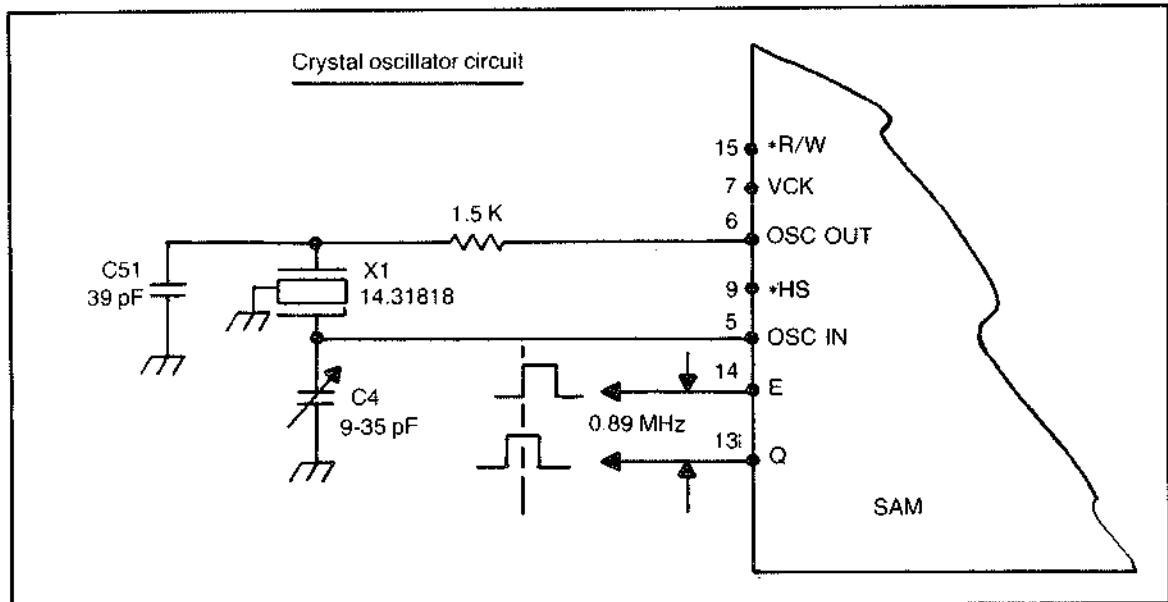 Crystal oscillator circuit
15 *R/W
7 VCK
1.5 K
6
OSC OUT
C51
39 pF
X1
14.31818
9 *HS
5
OSC IN
14
E
C4
9-35 pF
0.89 MHz
13
Q
SAM